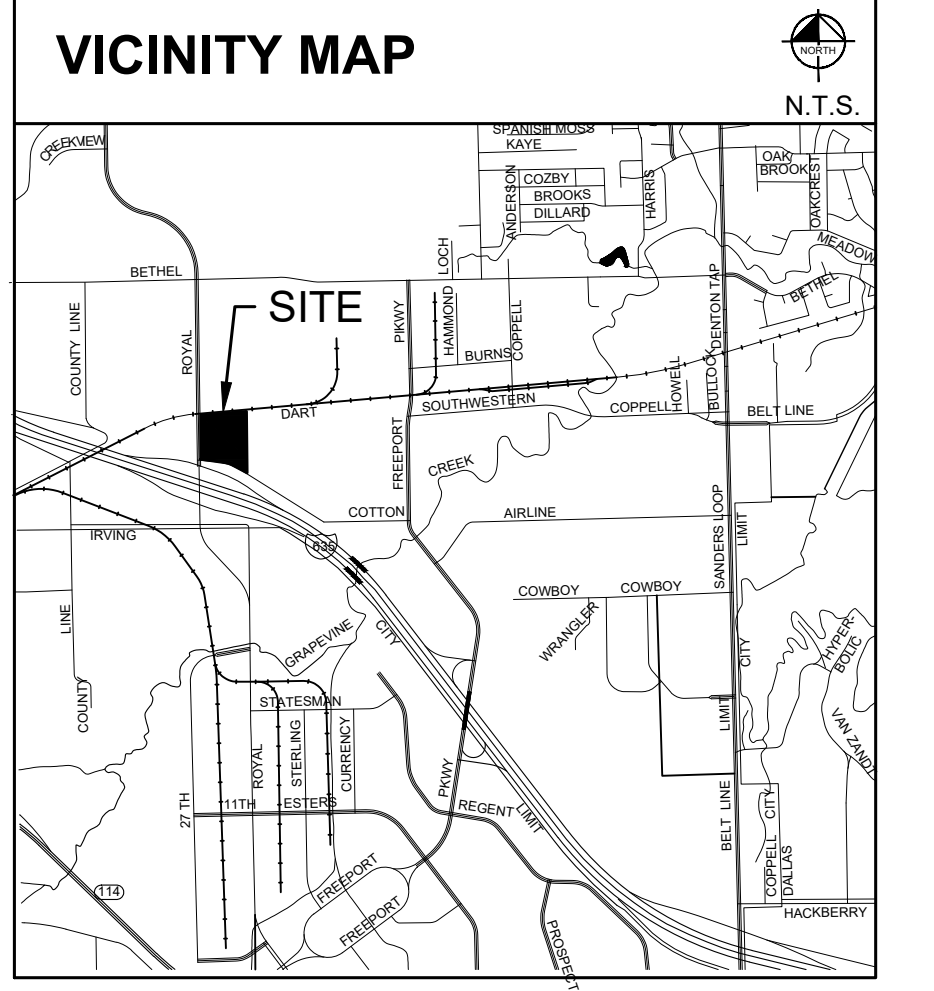 VICINITY MAP
NORTH
N.T.S.
CREEKVIEW
SPANISH MOSS
KAYE
COZBY
BROOKS
DILLARD
ANDERSON
HARRIS
OAK
BROOK
OAKCREST
MEADOW
BETHEL
LOCH
BETHEL
DENTON TAP
COUNTY LINE
ROYAL
SITE
PIKWY
HAMMOND
COPPELL
BURNS
HOWELL
BULLOCK
DART
SOUTHWESTERN
COPPELL
BELT LINE
FREEPORT
CREEK
COTTON
AIRLINE
SANDERS LOOP
LIMIT
IRVING
635
COWBOY
COWBOY
WRANGLER
LINE
GRAPEVINE
CITY
CITY
HYPER-
BOLIC
COUNTY
STATESMAN
LIMIT
VAN ZANDT
ROYAL
STERLING
CURRENCY
PKWY
27 TH
11TH
ESTERS
REGENT
LIMIT
BELT LINE
CITY
COPPELL
DALLAS
114
FREEPORT
FREEPORT
PROSPECT
HACKBERRY